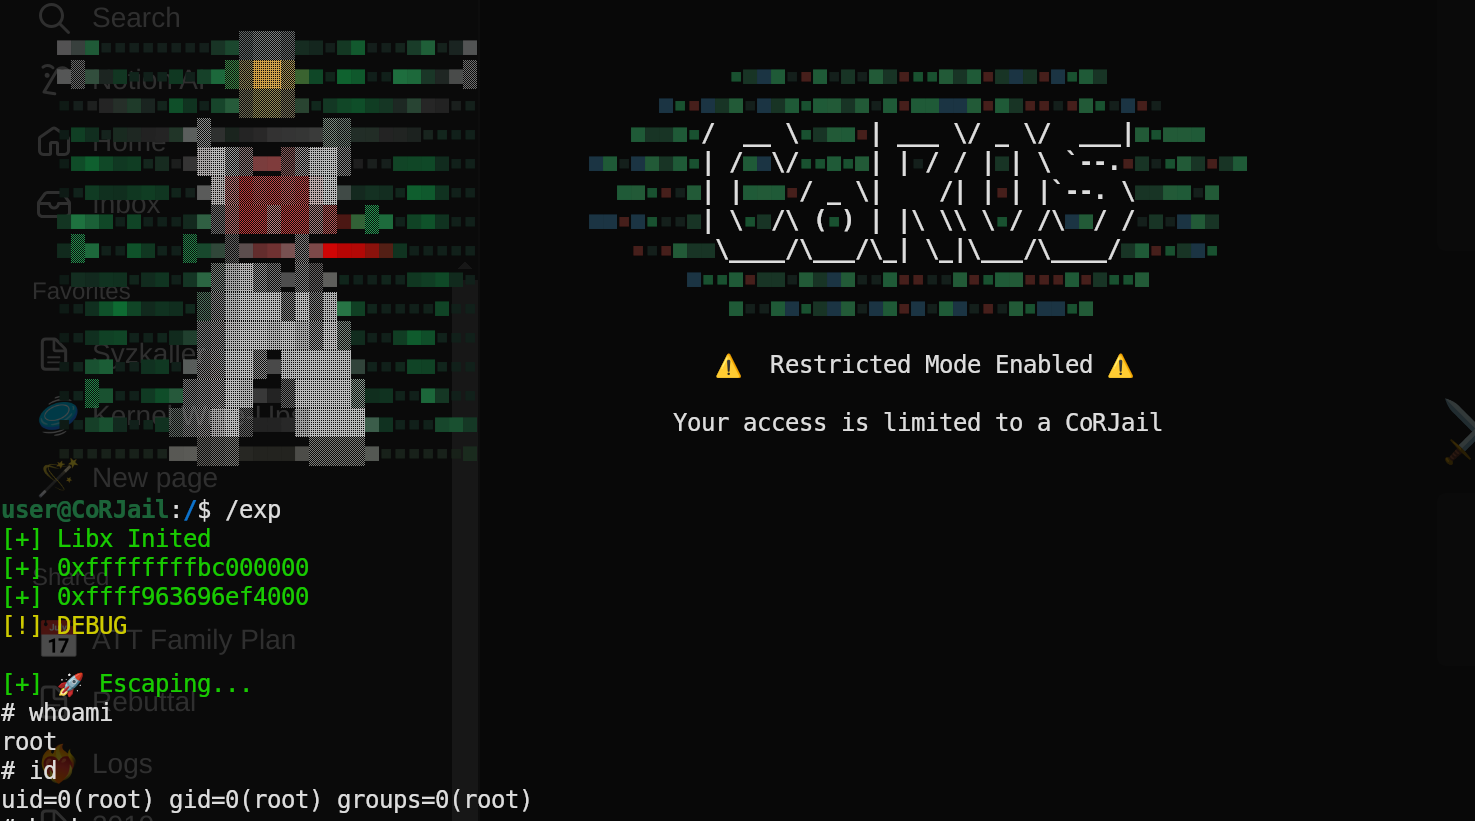 Search
Notion AI
Home
Inbox
Favorites
Syzkaller
New page
Shared
ATT Family Plan
Rebuttal
Logs
CoROS
⚠️ Restricted Mode Enabled ⚠️
Your access is limited to a CoRJail
user@CoRJail:/$ /exp
[+] Libx Inited
[+] 0xffffffffbc000000
[+] 0xffff963696ef4000
[!] DEBUG
[+] 🚀 Escaping...
# whoami
root
# id
uid=0(root) gid=0(root) groups=0(root)